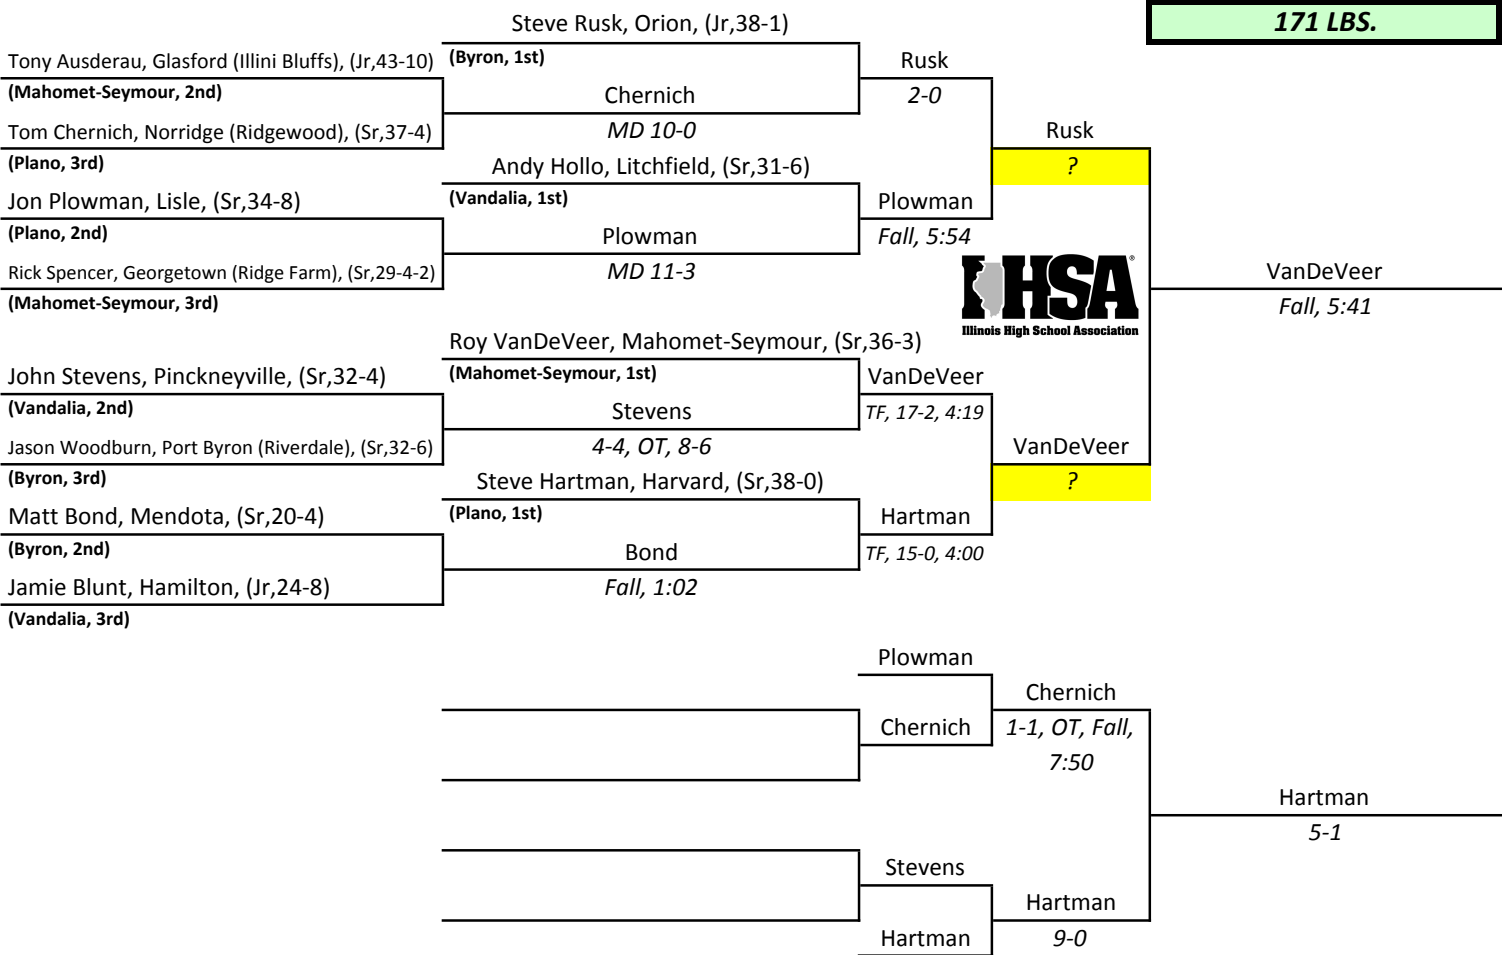 171 LBS.
Steve Rusk, Orion, (Jr,38-1)
Tony Ausderau, Glasford (Illini Bluffs), (Jr,43-10)
(Byron, 1st)
Rusk
(Mahomet-Seymour, 2nd)
Chernich
2-0
Tom Chernich, Norridge (Ridgewood), (Sr,37-4)
MD 10-0
Rusk
(Plano, 3rd)
Andy Hollo, Litchfield, (Sr,31-6)
?
Jon Plowman, Lisle, (Sr,34-8)
(Vandalia, 1st)
Plowman
(Plano, 2nd)
Plowman
Fall, 5:54
Rick Spencer, Georgetown (Ridge Farm), (Sr,29-4-2)
MD 11-3
IHSA
Illinois High School Association
VanDeVeer
(Mahomet-Seymour, 3rd)
Fall, 5:41
Roy VanDeVeer, Mahomet-Seymour, (Sr,36-3)
John Stevens, Pinckneyville, (Sr,32-4)
(Mahomet-Seymour, 1st)
VanDeVeer
(Vandalia, 2nd)
Stevens
TF, 17-2, 4:19
Jason Woodburn, Port Byron (Riverdale), (Sr,32-6)
4-4, OT, 8-6
VanDeVeer
(Byron, 3rd)
Steve Hartman, Harvard, (Sr,38-0)
?
Matt Bond, Mendota, (Sr,20-4)
(Plano, 1st)
Hartman
(Byron, 2nd)
Bond
TF, 15-0, 4:00
Jamie Blunt, Hamilton, (Jr,24-8)
Fall, 1:02
(Vandalia, 3rd)
Plowman
Chernich
Chernich
1-1, OT, Fall,
7:50
Hartman
5-1
Stevens
Hartman
Hartman
9-0